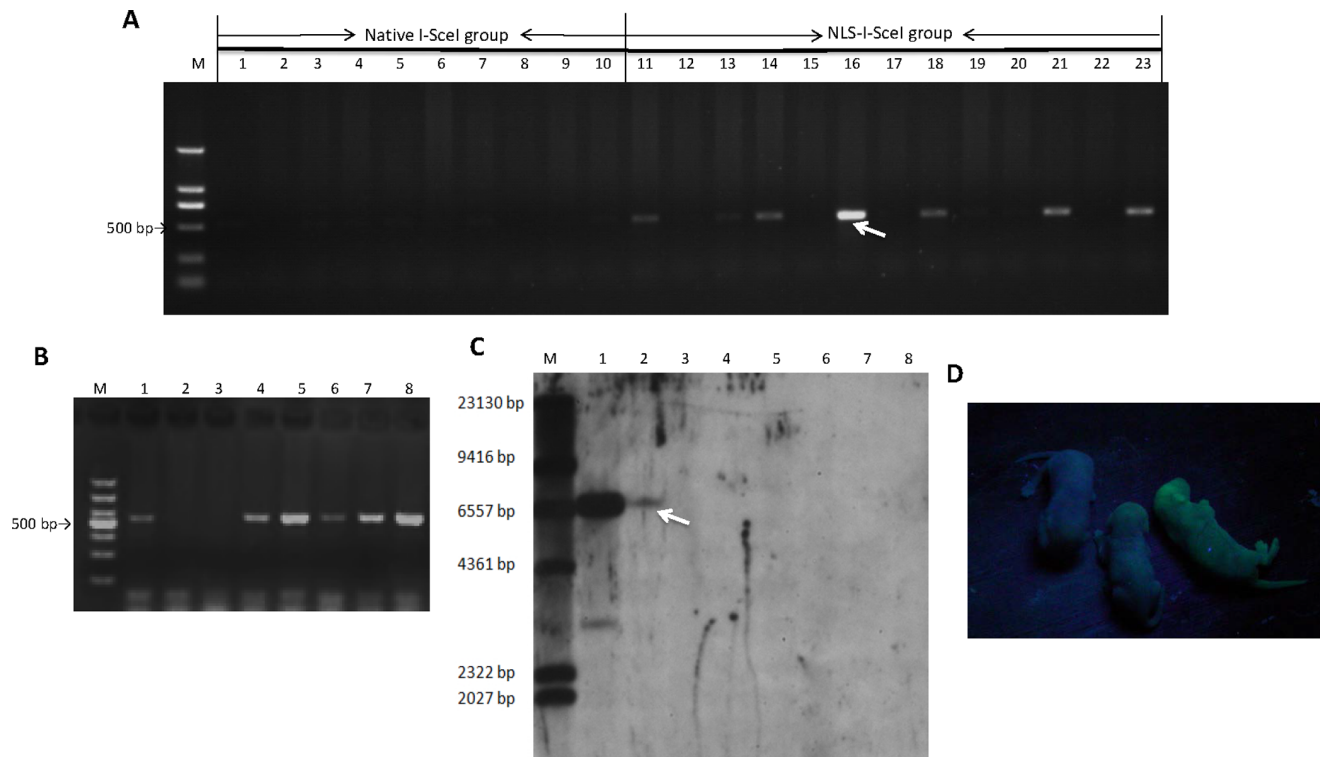 A
Native I-SceI group
NLS-I-SceI group
M 1 2 3 4 5 6 7 8 9 10 11 12 13 14 15 16 17 18 19 20 21 22 23
500 bp
B
M 1 2 3 4 5 6 7 8
500 bp
C
M 1 2 3 4 5 6 7 8
23130 bp
9416 bp
6557 bp
4361 bp
2322 bp
2027 bp
D